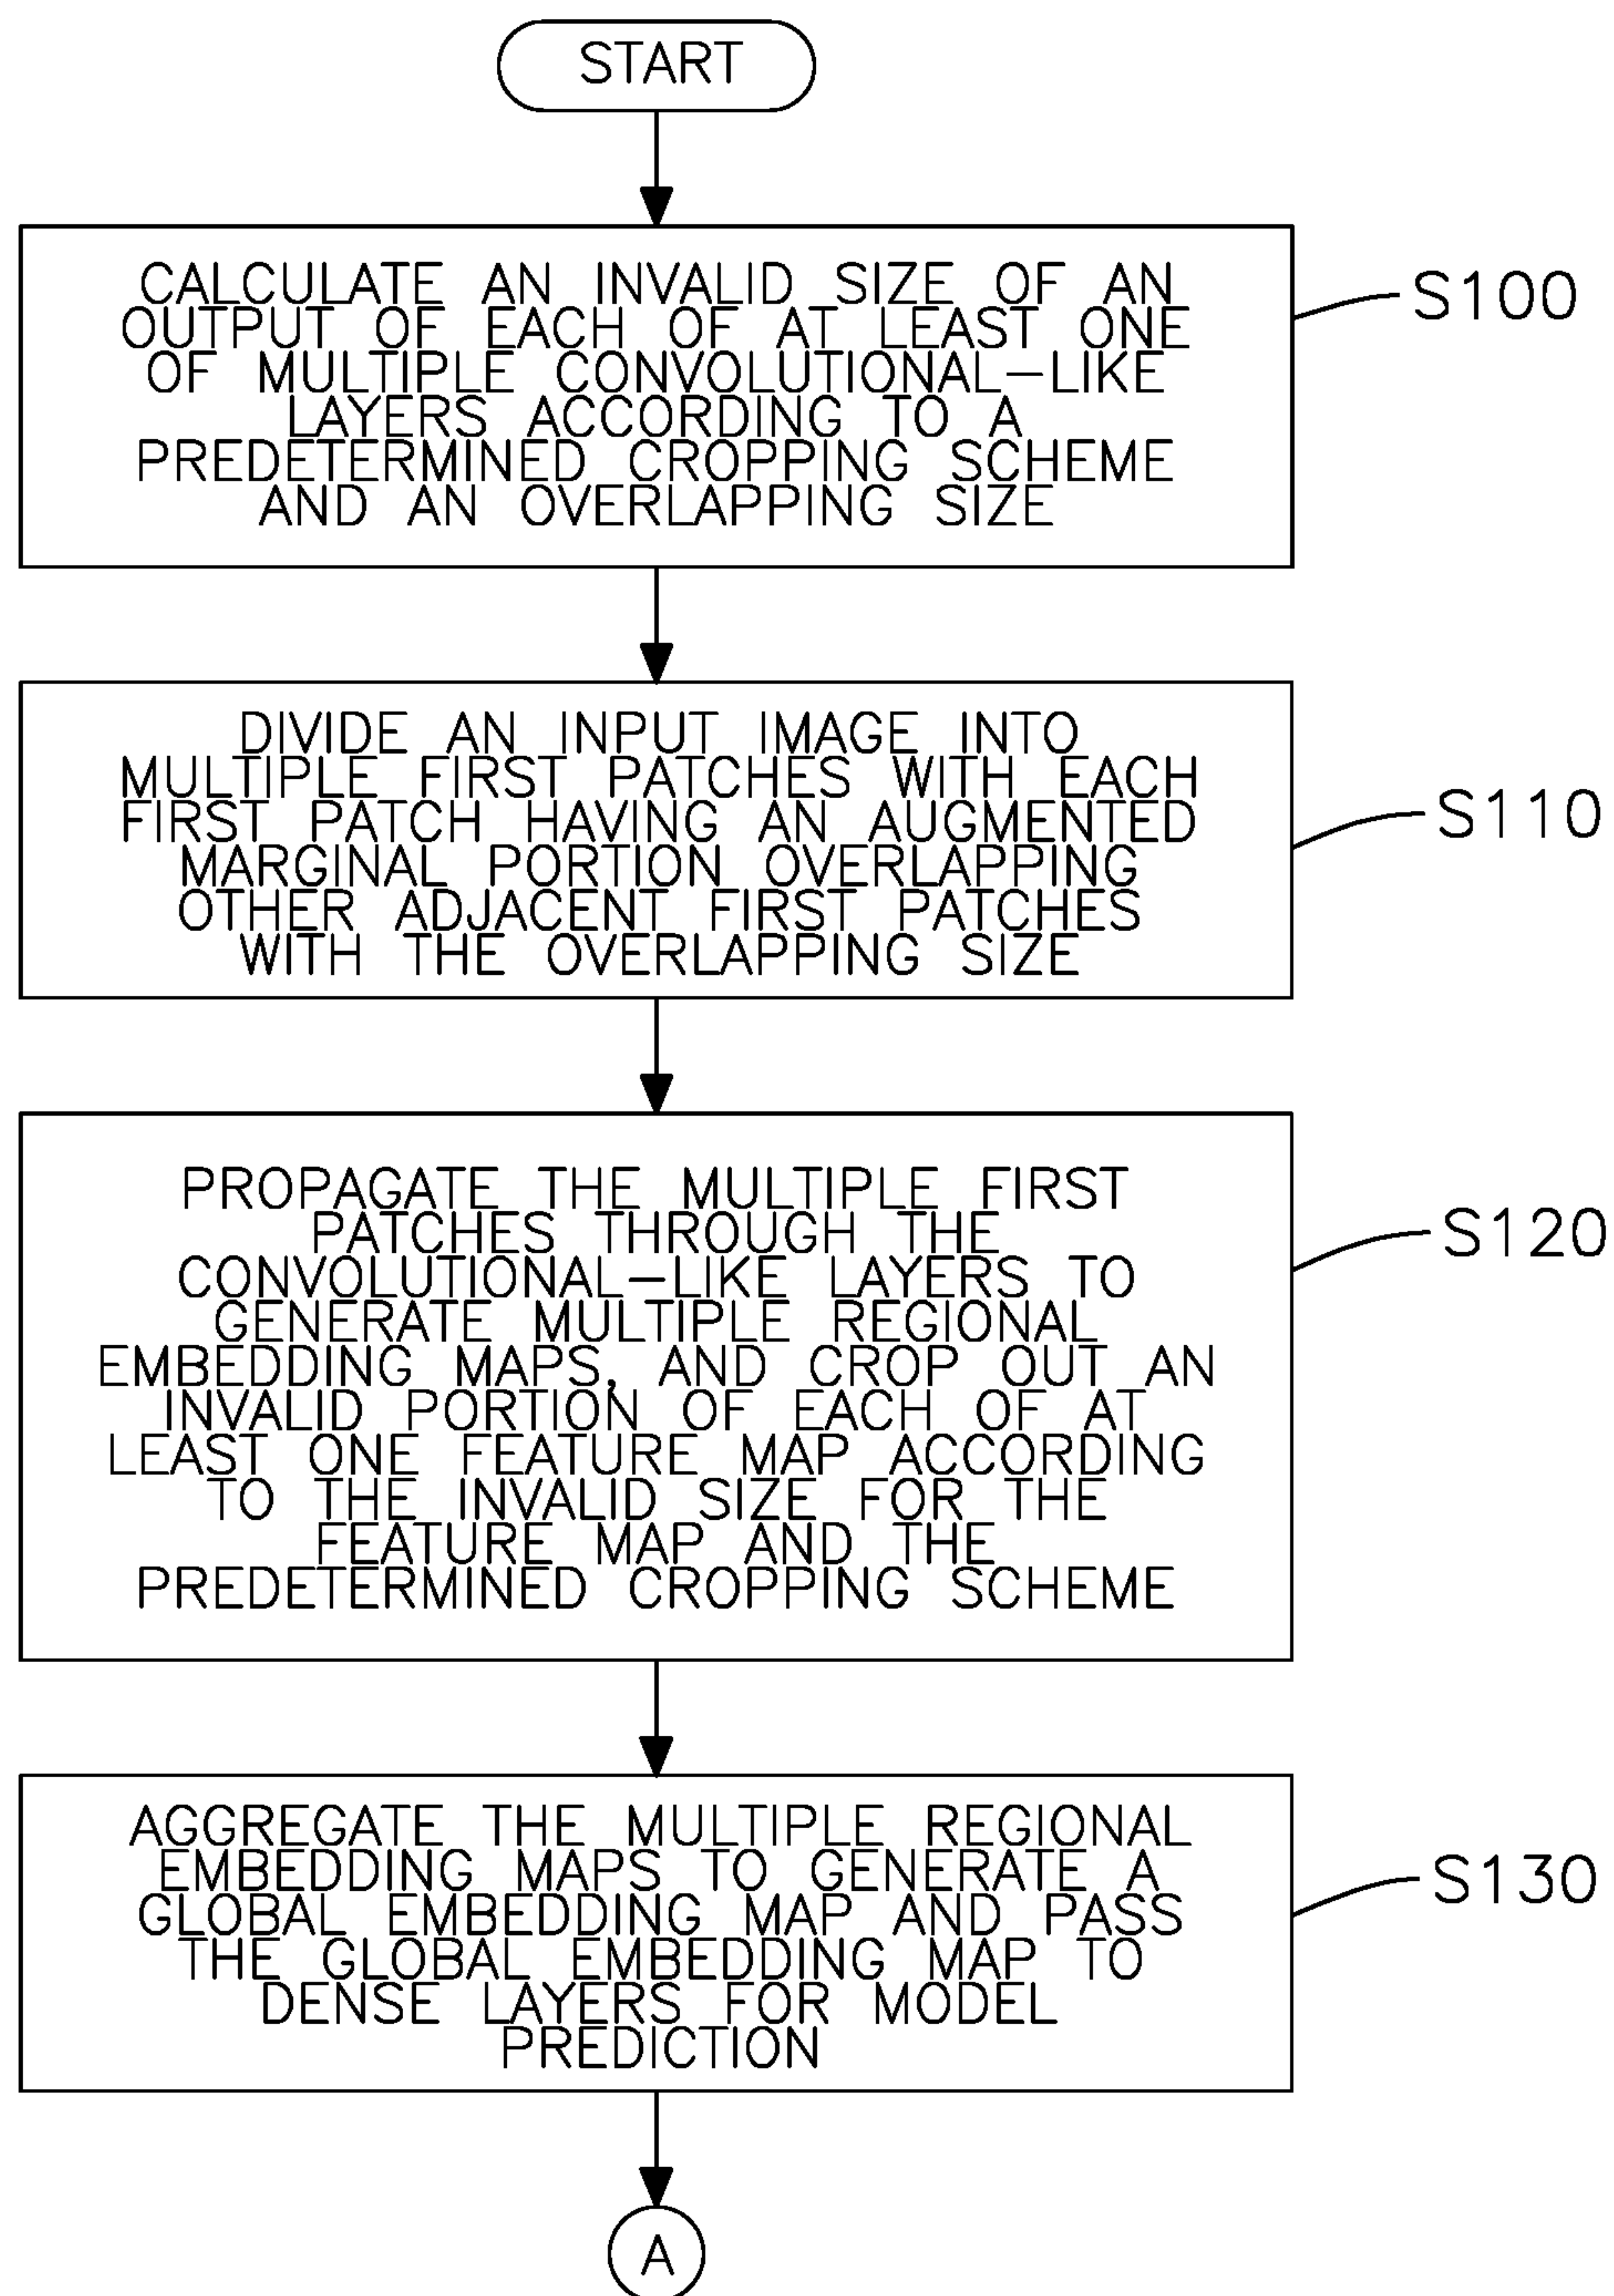 START
CALCULATE AN INVALID SIZE OF AN
OUTPUT OF EACH OF AT LEAST ONE
OF MULTIPLE CONVOLUTIONAL-LIKE
LAYERS ACCORDING TO A
PREDETERMINED CROPPING SCHEME
AND AN OVERLAPPING SIZE
S100
DIVIDE AN INPUT IMAGE INTO
MULTIPLE FIRST PATCHES WITH EACH
FIRST PATCH HAVING AN AUGMENTED
MARGINAL PORTION OVERLAPPING
OTHER ADJACENT FIRST PATCHES
WITH THE OVERLAPPING SIZE
S110
PROPAGATE THE MULTIPLE FIRST
PATCHES THROUGH THE
CONVOLUTIONAL-LIKE LAYERS TO
GENERATE MULTIPLE REGIONAL
EMBEDDING MAPS, AND CROP OUT AN
INVALID PORTION OF EACH OF AT
LEAST ONE FEATURE MAP ACCORDING
TO THE INVALID SIZE FOR THE
FEATURE MAP AND THE
PREDETERMINED CROPPING SCHEME
S120
AGGREGATE THE MULTIPLE REGIONAL
EMBEDDING MAPS TO GENERATE A
GLOBAL EMBEDDING MAP AND PASS
THE GLOBAL EMBEDDING MAP TO
DENSE LAYERS FOR MODEL
PREDICTION
S130
A